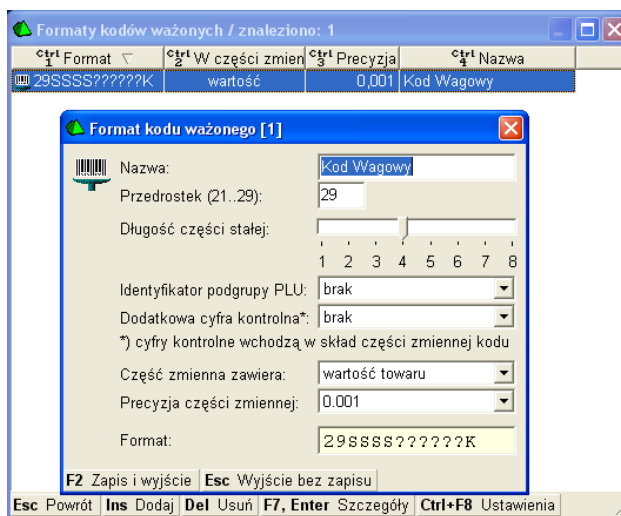 Formaty kodów ważonych / znaleziono: 1
Ctrl 1 Format Ctrl 2 W części zmien Ctrl 3 Precyzja Ctrl 4 Nazwa
29SSSS??????K wartość 0,001 Kod Wagowy
Format kodu ważonego [1]
Nazwa: Kod Wagowy
Przedrostek (21..29): 29
Długość części stałej:
1 2 3 4 5 6 7 8
Identyfikator podgrupy PLU: brak
Dodatkowa cyfra kontrolna*: brak
*) cyfry kontrolne wchodzą w skład części zmiennej kodu
Część zmienna zawiera: wartość towaru
Precyzja części zmiennej: 0.001
Format: 29SSSS??????K
F2 Zapis i wyjście Esc Wyjście bez zapisu
Esc Powrót Ins Dodaj Del Usuń F7, Enter Szczegóły Ctrl+F8 Ustawienia